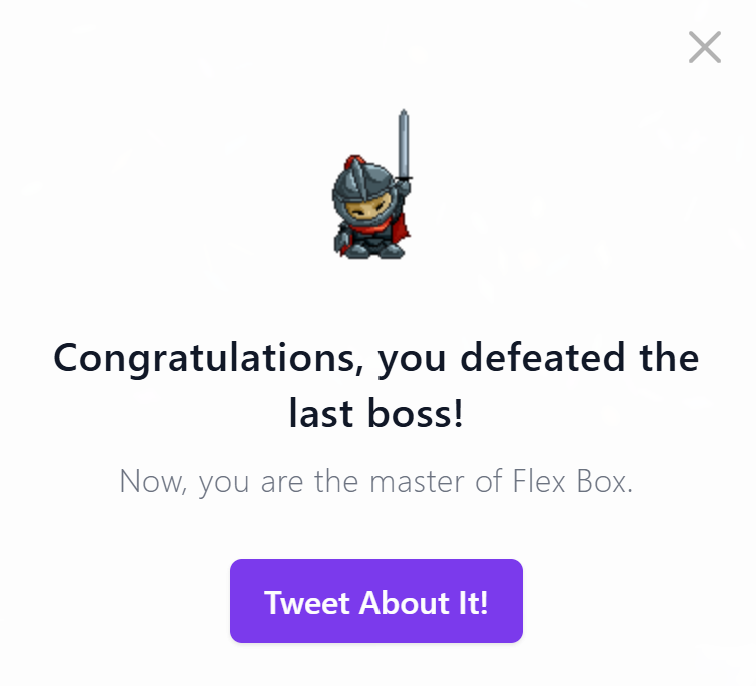 Congratulations, you defeated the
last boss!
Now, you are the master of Flex Box.
Tweet About It!